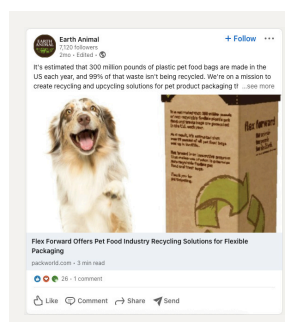 EARTH
ANIMAL
Earth Animal
+ Follow
7,120 followers
2mo • Edited •
It's estimated that 300 million pounds of plastic pet food bags are made in the
US each year, and 99% of that waste isn't being recycled. We're on a mission to
create recycling and upcycling solutions for pet product packaging th ...see more
flex forward
Flex Forward Offers Pet Food Industry Recycling Solutions for Flexible
Packaging
packworld.com • 3 min read
26 • 1 comment
Like Comment Share Send